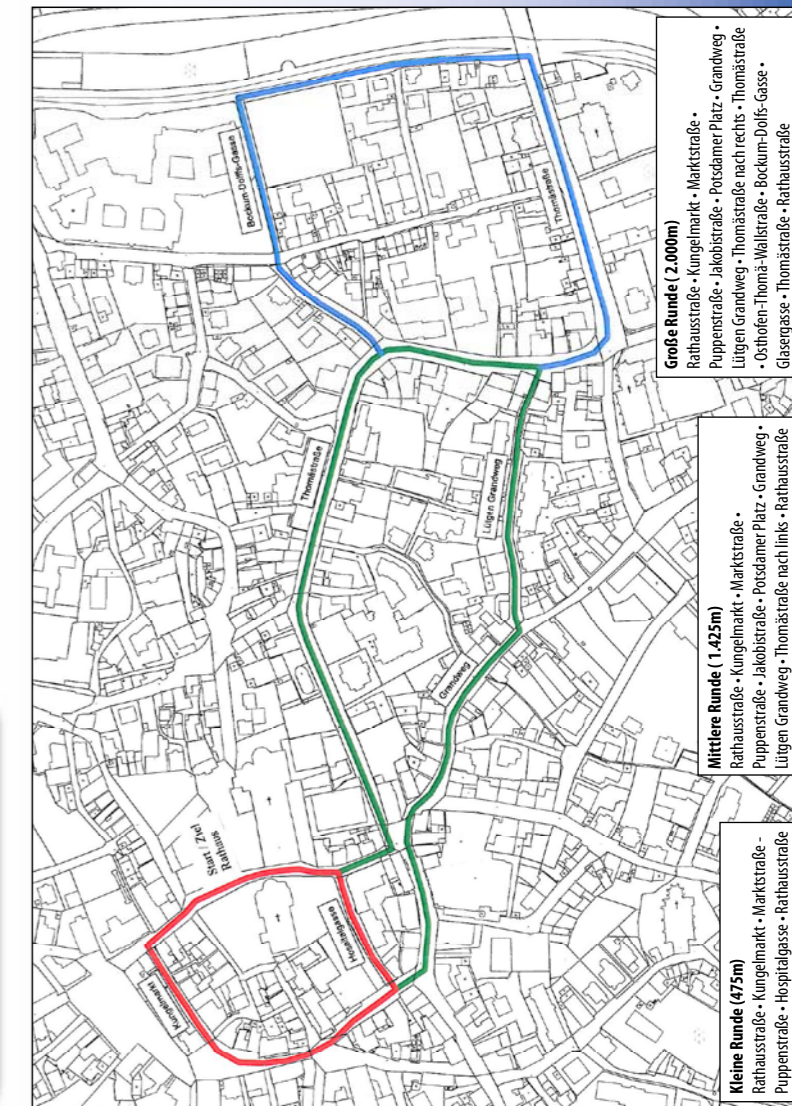 Start / Ziel
Rathaus
Kungelmarkt
Hospitalgasse
Thomästraße
Grandweg
Lütgen Grandweg
Bockum-Dolffs-Gasse
Thomästraße
Kleine Runde (475m)
Rathausstraße • Kungelmarkt • Marktstraße -
Puppenstraße • Hospitalgasse • Rathausstraße
Mittlere Runde ( 1.425m)
Rathausstraße • Kungelmarkt • Marktstraße •
Puppenstraße • Jakobistraße • Potsdamer Platz • Grandweg •
Lütgen Grandweg • Thomästraße nach links • Rathausstraße
Große Runde ( 2.000m)
Rathausstraße • Kungelmarkt • Marktstraße •
Puppenstraße • Jakobistraße • Potsdamer Platz • Grandweg •
Lütgen Grandweg • Thomästraße nach rechts • Thomästraße
• Osthofen-Thomä-Wallstraße • Bockum-Dolfs-Gasse •
Glasergasse • Thomästraße • Rathausstraße